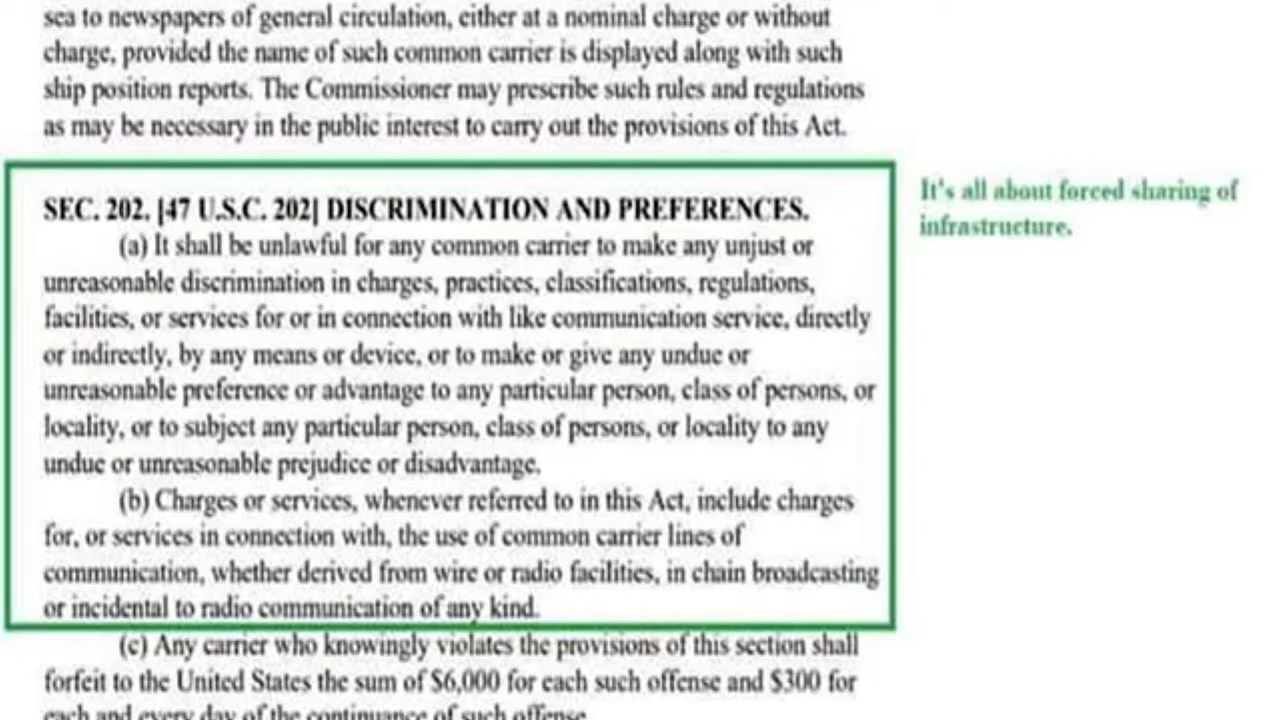 sea to newspapers of general circulation, either at a nominal charge or without
charge, provided the name of such common carrier is displayed along with such
ship position reports. The Commissioner may prescribe such rules and regulations
as may be necessary in the public interest to carry out the provisions of this Act.
SEC. 202. [47 U.S.C. 202] DISCRIMINATION AND PREFERENCES.
(a) It shall be unlawful for any common carrier to make any unjust or
unreasonable discrimination in charges, practices, classifications, regulations,
facilities, or services for or in connection with like communication service, directly
or indirectly, by any means or device, or to make or give any undue or
unreasonable preference or advantage to any particular person, class of persons, or
locality, or to subject any particular person, class of persons, or locality to any
undue or unreasonable prejudice or disadvantage.
(b) Charges or services, whenever referred to in this Act, include charges
for, or services in connection with, the use of common carrier lines of
communication, whether derived from wire or radio facilities, in chain broadcasting
or incidental to radio communication of any kind.
(c) Any carrier who knowingly violates the provisions of this section shall
forfeit to the United States the sum of $6,000 for each such offense and $300 for
each and every day of the continuance of such offense
It's all about forced sharing of
infrastructure.